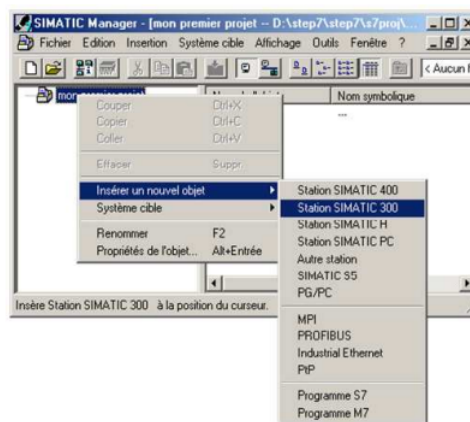 SIMATIC Manager - [mon premier projet -- D:\step7\step7\s7proj\...
Fichier Edition Insertion Système cible Affichage Outils Fenêtre ?
< Aucun f
mon premier projet
Nom symbolique
---
Couper Ctrl+X
Copier Ctrl+C
Coller Ctrl+V
Effacer Suppr.
Insérer un nouvel objet
Système cible
Renommer F2
Propriétés de l'objet... Alt+Entrée
Station SIMATIC 400
Station SIMATIC 300
Station SIMATIC H
Station SIMATIC PC
Autre station
SIMATIC S5
PG/PC
MPI
PROFIBUS
Industrial Ethernet
PtP
Programme S7
Programme M7
Insère Station SIMATIC 300 à la position du curseur.